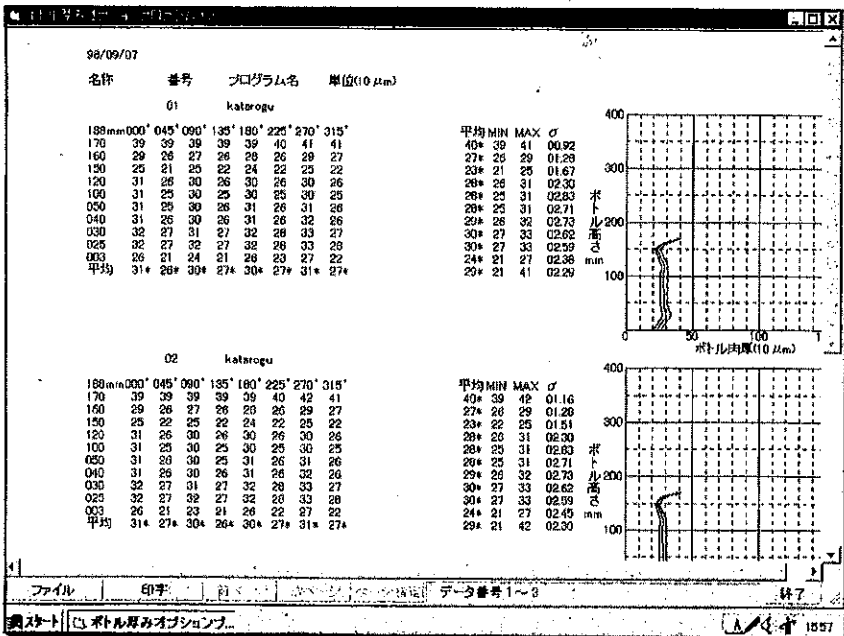 98/09/07
名称 番号 プログラム名 単位(10μm)
01 katarogu
188mm 000° 045° 090° 135° 180° 225° 270° 315° 平均 MIN MAX σ
170 39 39 39 39 39 40 41 41 40* 39 41 00.92
160 29 26 27 26 28 26 29 27 27* 26 29 01.28
150 25 21 25 22 24 22 25 22 23* 21 25 01.67
120 31 26 30 26 30 26 30 26 28* 26 31 02.30
100 31 25 30 25 30 25 30 25 28* 25 31 02.83
050 31 25 30 26 31 26 31 26 28* 25 31 02.71
040 31 26 30 26 31 26 32 26 29* 26 32 02.73
030 32 27 31 27 32 28 33 27 30* 27 33 02.62
025 32 27 32 27 32 28 33 28 30* 27 33 02.59
003 26 21 24 21 26 23 27 22 24* 21 27 02.38
平均 31* 26* 30* 27* 30* 27* 31* 27* 29* 21 41 02.29
400
300
200
100
ボトル高さ
mm
0 50 100 1
ボトル肉厚(10μm)
02 katarogu
188mm 000° 045° 090° 135° 180° 225° 270° 315° 平均 MIN MAX σ
170 39 39 39 39 39 40 42 41 40* 39 42 01.16
160 29 26 27 26 28 26 29 27 27* 26 29 01.28
150 25 22 25 22 24 22 25 22 23* 22 25 01.51
120 31 26 30 26 30 26 30 26 28* 26 31 02.30
100 31 25 30 25 30 25 30 25 28* 25 31 02.83
050 31 26 30 25 31 26 31 26 28* 25 31 02.71
040 31 26 30 26 31 26 32 26 29* 26 32 02.73
030 32 27 31 27 32 28 33 27 30* 27 33 02.62
025 32 27 32 27 32 28 33 28 30* 27 33 02.59
003 26 21 23 21 26 22 27 22 24* 21 27 02.45
平均 31* 27* 30* 26* 30* 27* 31* 27* 29* 21 42 02.30
400
300
200
100
ボトル高さ
mm
ファイル 印字 データ番号1～3 終了
スタート ボトル厚みオプションプ... 1557